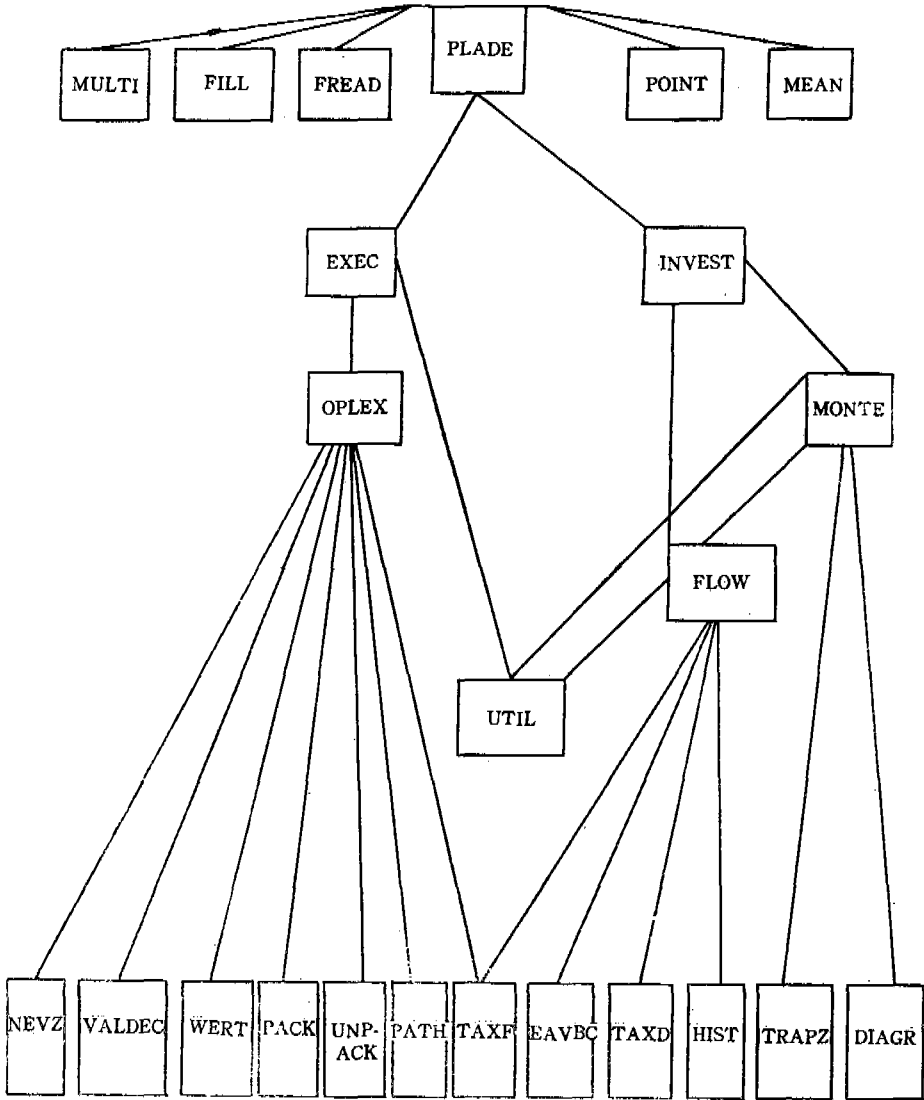 PLADE
MULTI
FILL
FREAD
POINT
MEAN
EXEC
INVEST
OPLEX
MONTE
FLOW
UTIL
NEVZ
VALDEC
WERT
PACK
UNP-
ACK
PATH
TAXF
EAVBC
TAXD
HIST
TRAPZ
DIAGR